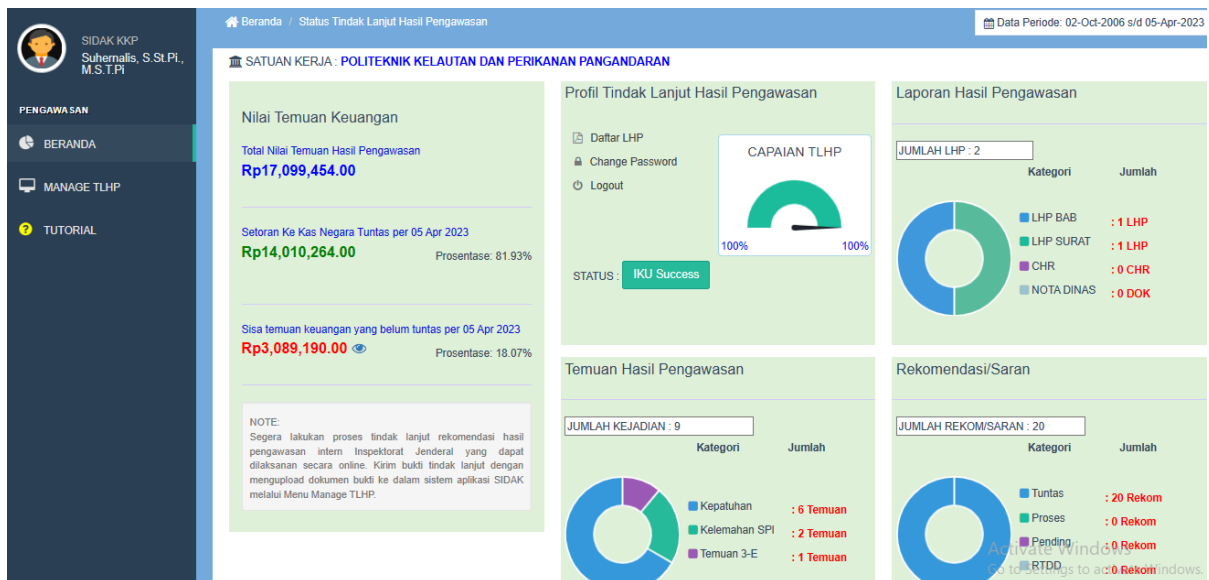 SIDAK KKP
Suhernalis, S.St.Pi.,
M.S.T.Pi
PENGAWASAN
BERANDA
MANAGE TLHP
TUTORIAL
Beranda / Status Tindak Lanjut Hasil Pengawasan
Data Periode: 02-Oct-2006 s/d 05-Apr-2023
SATUAN KERJA : POLITEKNIK KELAUTAN DAN PERIKANAN PANGANDARAN
Nilai Temuan Keuangan
Total Nilai Temuan Hasil Pengawasan
Rp17,099,454.00
Setoran Ke Kas Negara Tuntas per 05 Apr 2023
Rp14,010,264.00 Prosentase: 81.93%
Sisa temuan keuangan yang belum tuntas per 05 Apr 2023
Rp3,089,190.00 Prosentase: 18.07%
NOTE:
Segera lakukan proses tindak lanjut rekomendasi hasil
pengawasan intern Inspektorat Jenderal yang dapat
dilaksanan secara online. Kirim bukti tindak lanjut dengan
mengupload dokumen bukti ke dalam sistem aplikasi SIDAK
melalui Menu Manage TLHP.
Profil Tindak Lanjut Hasil Pengawasan
Daftar LHP
Change Password
Logout
CAPAIAN TLHP
100% 100%
STATUS : IKU Success
Laporan Hasil Pengawasan
JUMLAH LHP : 2
Kategori Jumlah
LHP BAB : 1 LHP
LHP SURAT : 1 LHP
CHR : 0 CHR
NOTA DINAS : 0 DOK
Temuan Hasil Pengawasan
JUMLAH KEJADIAN : 9
Kategori Jumlah
Kepatuhan : 6 Temuan
Kelemahan SPI : 2 Temuan
Temuan 3-E : 1 Temuan
Rekomendasi/Saran
JUMLAH REKOM/SARAN : 20
Kategori Jumlah
Tuntas : 20 Rekom
Proses : 0 Rekom
Pending : 0 Rekom
RTDD : 0 Rekom
Activate Windows
Go to Settings to activate Windows.